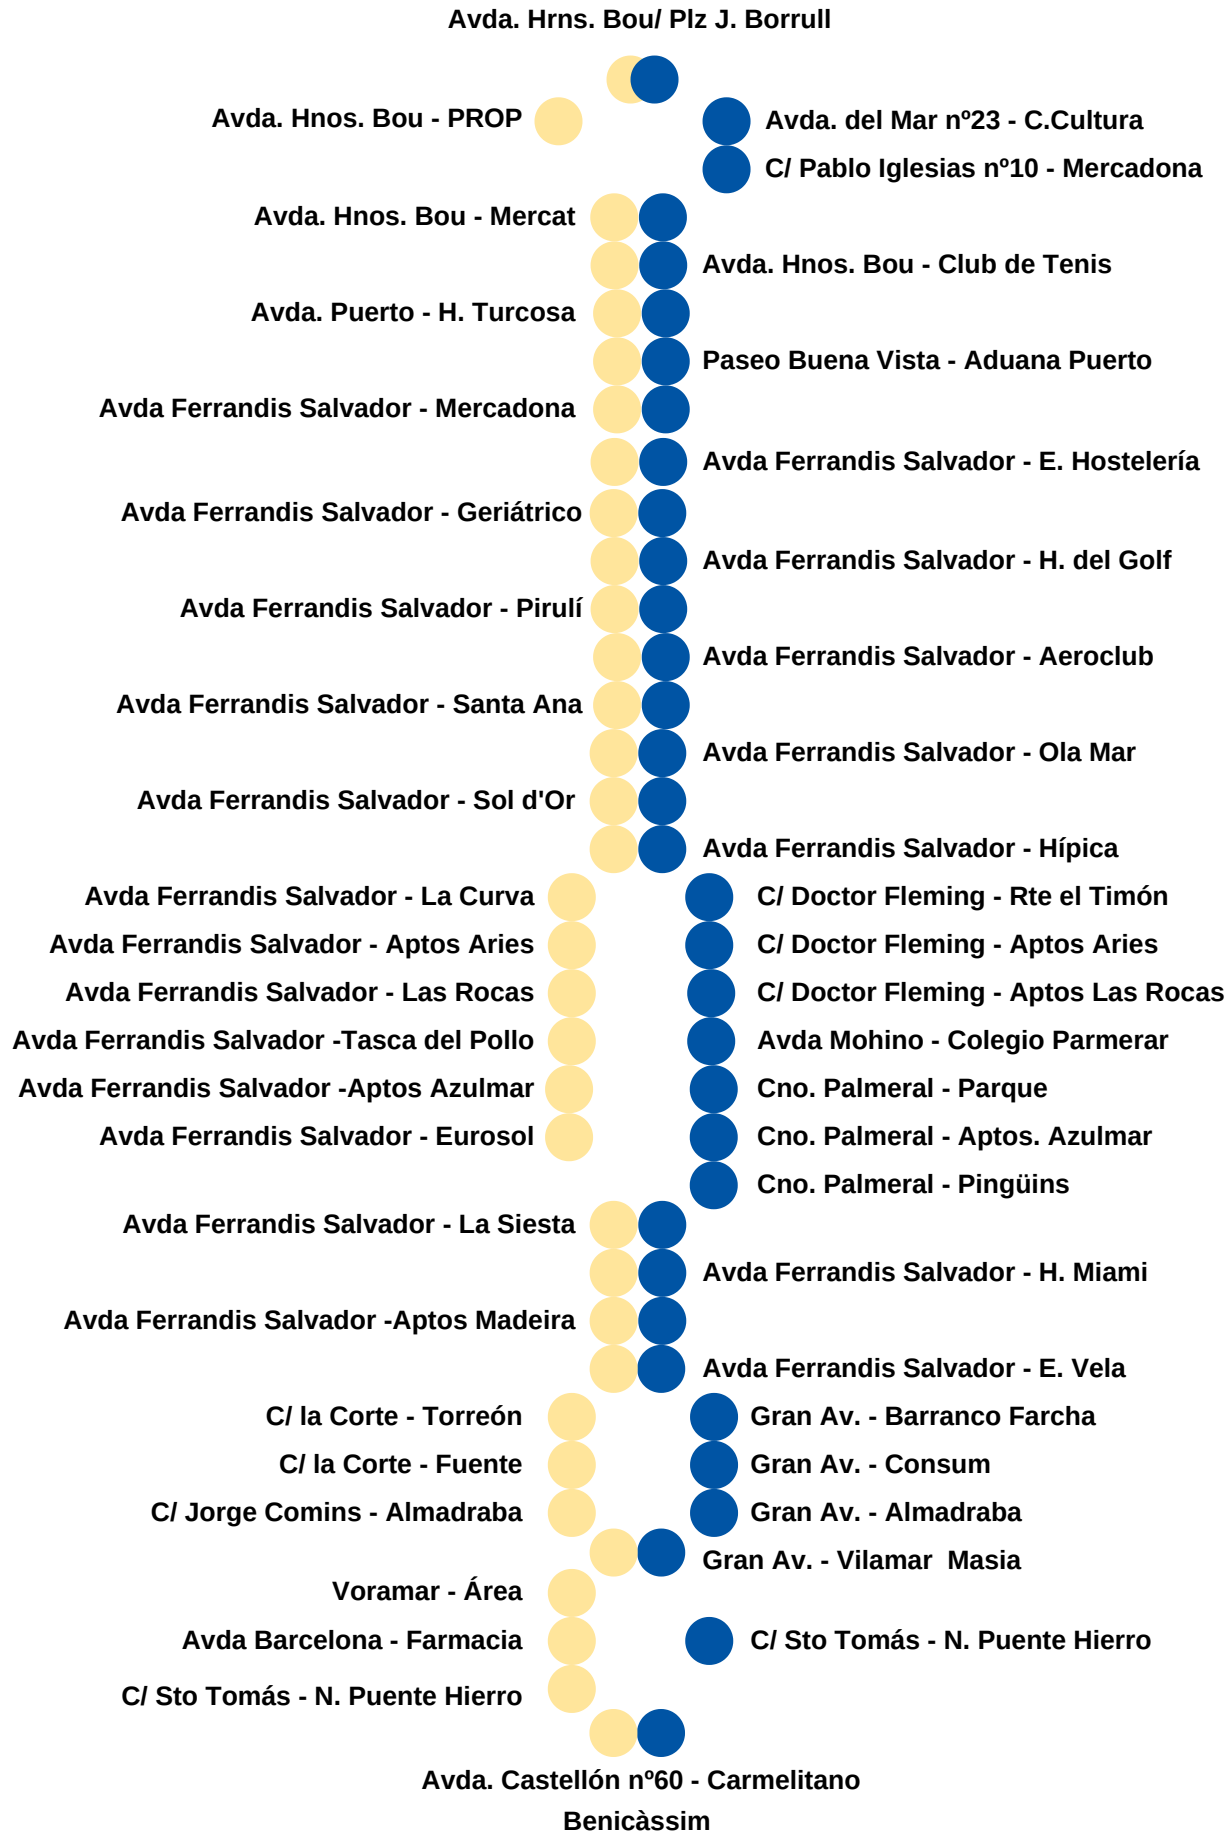 Avda. Hrns. Bou/ Plz J. Borrull
Avda. Hnos. Bou - PROP
Avda. del Mar nº23 - C.Cultura
C/ Pablo Iglesias nº10 - Mercadona
Avda. Hnos. Bou - Mercat
Avda. Hnos. Bou - Club de Tenis
Avda. Puerto - H. Turcosa
Paseo Buena Vista - Aduana Puerto
Avda Ferrandis Salvador - Mercadona
Avda Ferrandis Salvador - E. Hostelería
Avda Ferrandis Salvador - Geriátrico
Avda Ferrandis Salvador - H. del Golf
Avda Ferrandis Salvador - Pirulí
Avda Ferrandis Salvador - Aeroclub
Avda Ferrandis Salvador - Santa Ana
Avda Ferrandis Salvador - Ola Mar
Avda Ferrandis Salvador - Sol d'Or
Avda Ferrandis Salvador - Hípica
Avda Ferrandis Salvador - La Curva
C/ Doctor Fleming - Rte el Timón
Avda Ferrandis Salvador - Aptos Aries
C/ Doctor Fleming - Aptos Aries
Avda Ferrandis Salvador - Las Rocas
C/ Doctor Fleming - Aptos Las Rocas
Avda Ferrandis Salvador -Tasca del Pollo
Avda Mohino - Colegio Parmerar
Avda Ferrandis Salvador -Aptos Azulmar
Cno. Palmeral - Parque
Avda Ferrandis Salvador - Eurosol
Cno. Palmeral - Aptos. Azulmar
Cno. Palmeral - Pingüins
Avda Ferrandis Salvador - La Siesta
Avda Ferrandis Salvador - H. Miami
Avda Ferrandis Salvador -Aptos Madeira
Avda Ferrandis Salvador - E. Vela
C/ la Corte - Torreón
Gran Av. - Barranco Farcha
C/ la Corte - Fuente
Gran Av. - Consum
C/ Jorge Comins - Almadraba
Gran Av. - Almadraba
Gran Av. - Vilamar  Masia
Voramar - Área
Avda Barcelona - Farmacia
C/ Sto Tomás - N. Puente Hierro
C/ Sto Tomás - N. Puente Hierro
Avda. Castellón nº60 - Carmelitano
Benicàssim